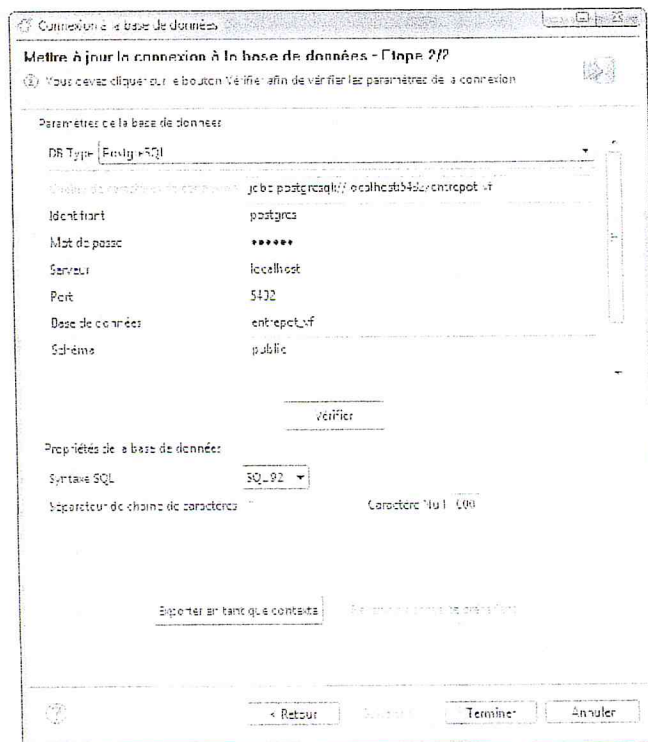 Connexion à la base de données
Mettre à jour la connexion à la base de données - Etape 2/2
Vous devez cliquer sur le bouton Vérifier afin de vérifier les paramètres de la connexion
Paramètres de la base de données
DB Type PostgreSQL
jdbc:postgresql://localhost:5432/entrepot_vf
Identifiant postgres
Mot de passe ******
Serveur localhost
Port 5432
Base de données entrepot_vf
Schéma public
Vérifier
Propriétés de la base de données
Syntaxe SQL SQL 92
Séparateur de chaîne de caractères Caractère Null 000
Exporter en tant que contexte
< Retour Terminer Annuler